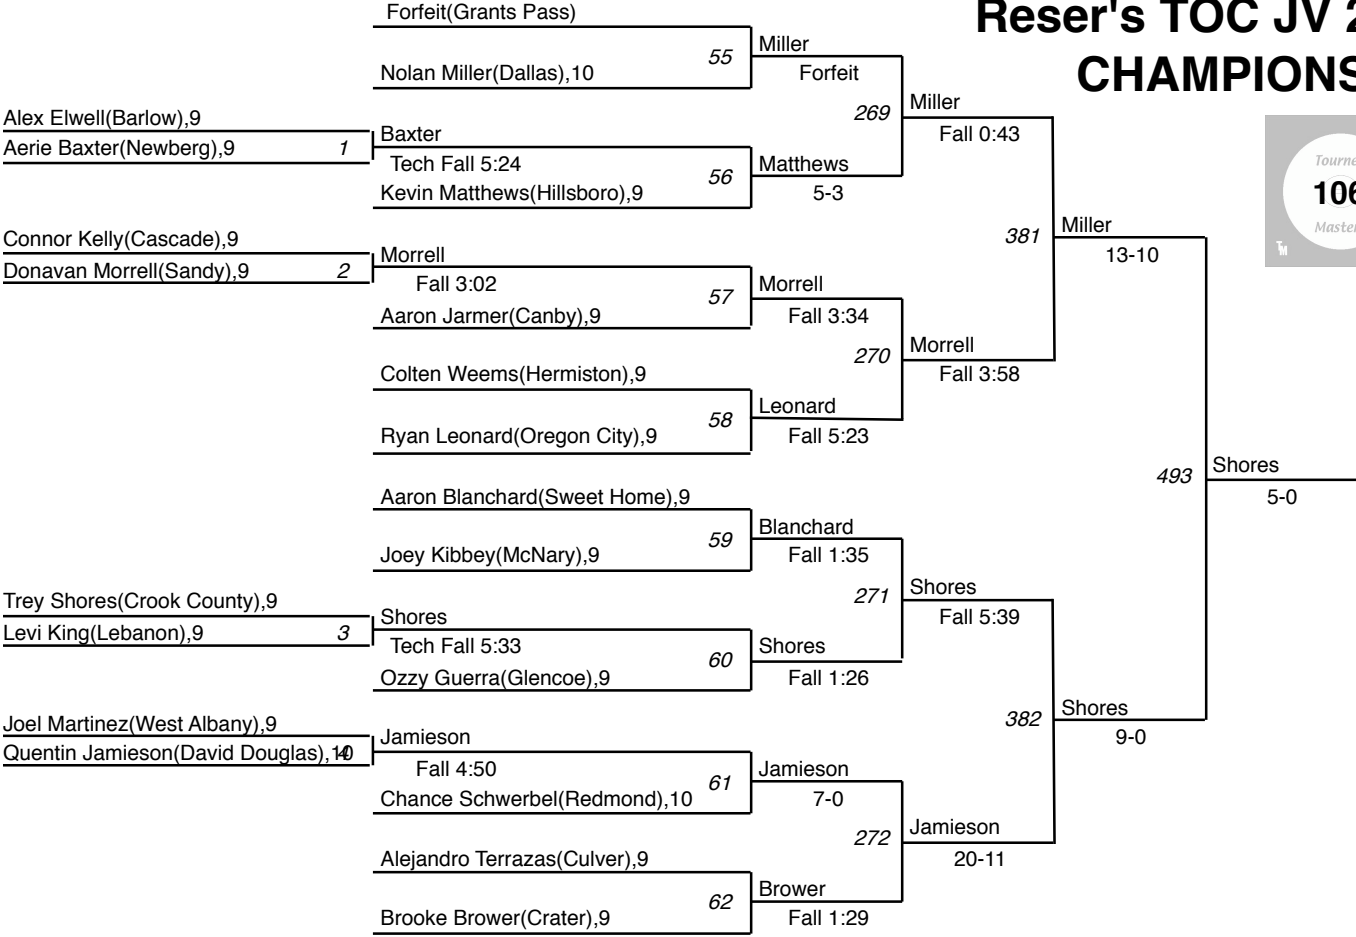 Forfeit(Grants Pass)
Reser's TOC JV
CHAMPIONS
55
Miller
Nolan Miller(Dallas),10
Forfeit
269
Miller
Fall 0:43
Alex Elwell(Barlow),9
Aerie Baxter(Newberg),9
1
Baxter
Tech Fall 5:24
Kevin Matthews(Hillsboro),9
56
Matthews
5-3
Tourne
106
Master
TM
381
Miller
13-10
Connor Kelly(Cascade),9
Donavan Morrell(Sandy),9
2
Morrell
Fall 3:02
Aaron Jarmer(Canby),9
57
Morrell
Fall 3:34
270
Morrell
Fall 3:58
Colten Weems(Hermiston),9
Ryan Leonard(Oregon City),9
58
Leonard
Fall 5:23
493
Shores
5-0
Aaron Blanchard(Sweet Home),9
Joey Kibbey(McNary),9
59
Blanchard
Fall 1:35
271
Shores
Fall 5:39
Trey Shores(Crook County),9
Levi King(Lebanon),9
3
Shores
Tech Fall 5:33
Ozzy Guerra(Glencoe),9
60
Shores
Fall 1:26
382
Shores
9-0
Joel Martinez(West Albany),9
Quentin Jamieson(David Douglas),10
4
Jamieson
Fall 4:50
Chance Schwerbel(Redmond),10
61
Jamieson
7-0
272
Jamieson
20-11
Alejandro Terrazas(Culver),9
Brooke Brower(Crater),9
62
Brower
Fall 1:29